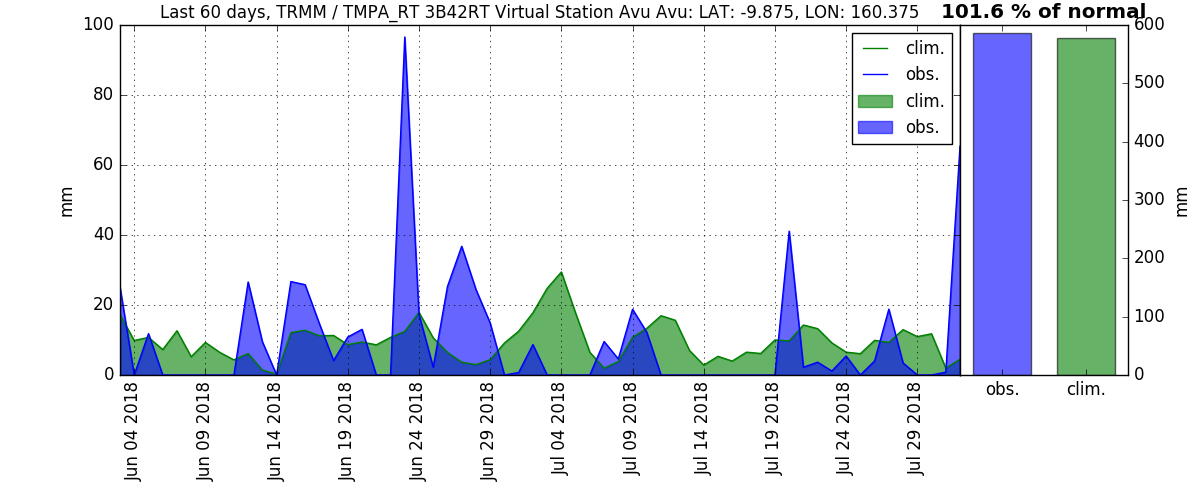 Last 60 days, TRMM / TMPA_RT 3B42RT Virtual Station Avu Avu: LAT: -9.875, LON: 160.375
101.6 % of normal
100
80
60
40
20
0
mm
clim.
obs.
clim.
obs.
Jun 04 2018
Jun 09 2018
Jun 14 2018
Jun 19 2018
Jun 24 2018
Jun 29 2018
Jul 04 2018
Jul 09 2018
Jul 14 2018
Jul 19 2018
Jul 24 2018
Jul 29 2018
600
500
400
300
200
100
0
mm
obs.
clim.